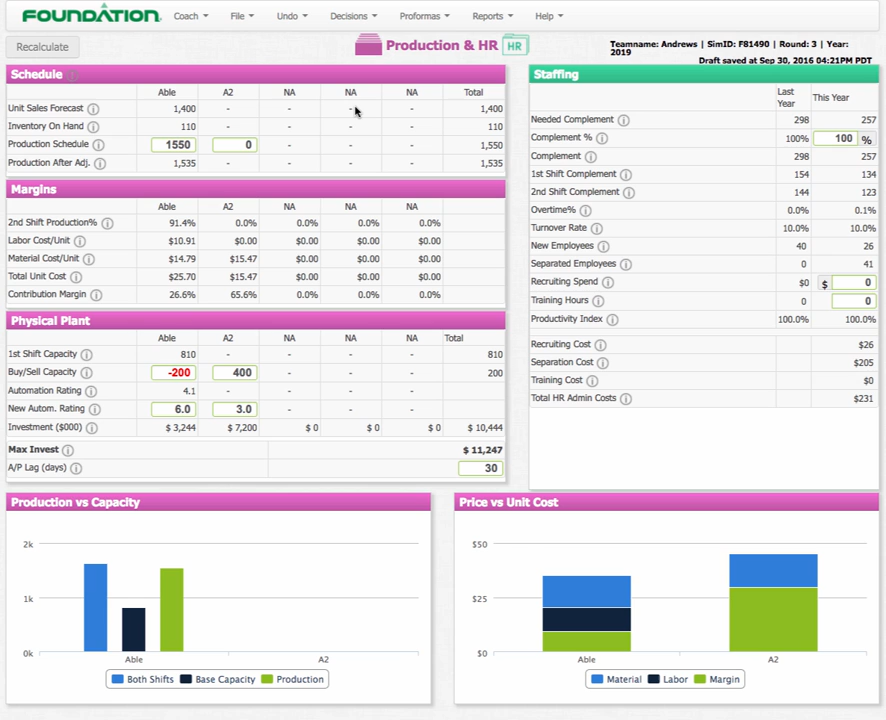 FOUNDATION.
Coach File Undo Decisions Proformas Reports Help
Recalculate
Production & HR HR
Teamname: Andrews | SimID: F81490 | Round: 3 | Year: 2019
Draft saved at Sep 30, 2016 04:21PM PDT
Schedule
Able A2 NA NA NA Total
Unit Sales Forecast 1,400 - - - - 1,400
Inventory On Hand 110 - - - - 110
Production Schedule 1550 0 - - - 1,550
Production After Adj. 1,535 - - - - 1,535
Margins
Able A2 NA NA NA
2nd Shift Production% 91.4% 0.0% 0.0% 0.0% 0.0%
Labor Cost/Unit $10.91 $0.00 $0.00 $0.00 $0.00
Material Cost/Unit $14.79 $15.47 $0.00 $0.00 $0.00
Total Unit Cost $25.70 $15.47 $0.00 $0.00 $0.00
Contribution Margin 26.6% 65.6% 0.0% 0.0% 0.0%
Physical Plant
Able A2 NA NA NA Total
1st Shift Capacity 810 - - - - 810
Buy/Sell Capacity -200 400 - - - 200
Automation Rating 4.1 - - - -
New Autom. Rating 6.0 3.0 - - -
Investment ($000) $ 3,244 $ 7,200 $ 0 $ 0 $ 0 $ 10,444
Max Invest $ 11,247
A/P Lag (days) 30
Staffing
Last Year This Year
Needed Complement 298 257
Complement % 100% 100 %
Complement 298 257
1st Shift Complement 154 134
2nd Shift Complement 144 123
Overtime% 0.0% 0.1%
Turnover Rate 10.0% 10.0%
New Employees 40 26
Separated Employees 0 41
Recruiting Spend $0 $ 0
Training Hours 0 0
Productivity Index 100.0% 100.0%
Recruiting Cost $26
Separation Cost $205
Training Cost $0
Total HR Admin Costs $231
Production vs Capacity
2k
1k
0k
Able A2
Both Shifts Base Capacity Production
Price vs Unit Cost
$50
$25
$0
Able A2
Material Labor Margin